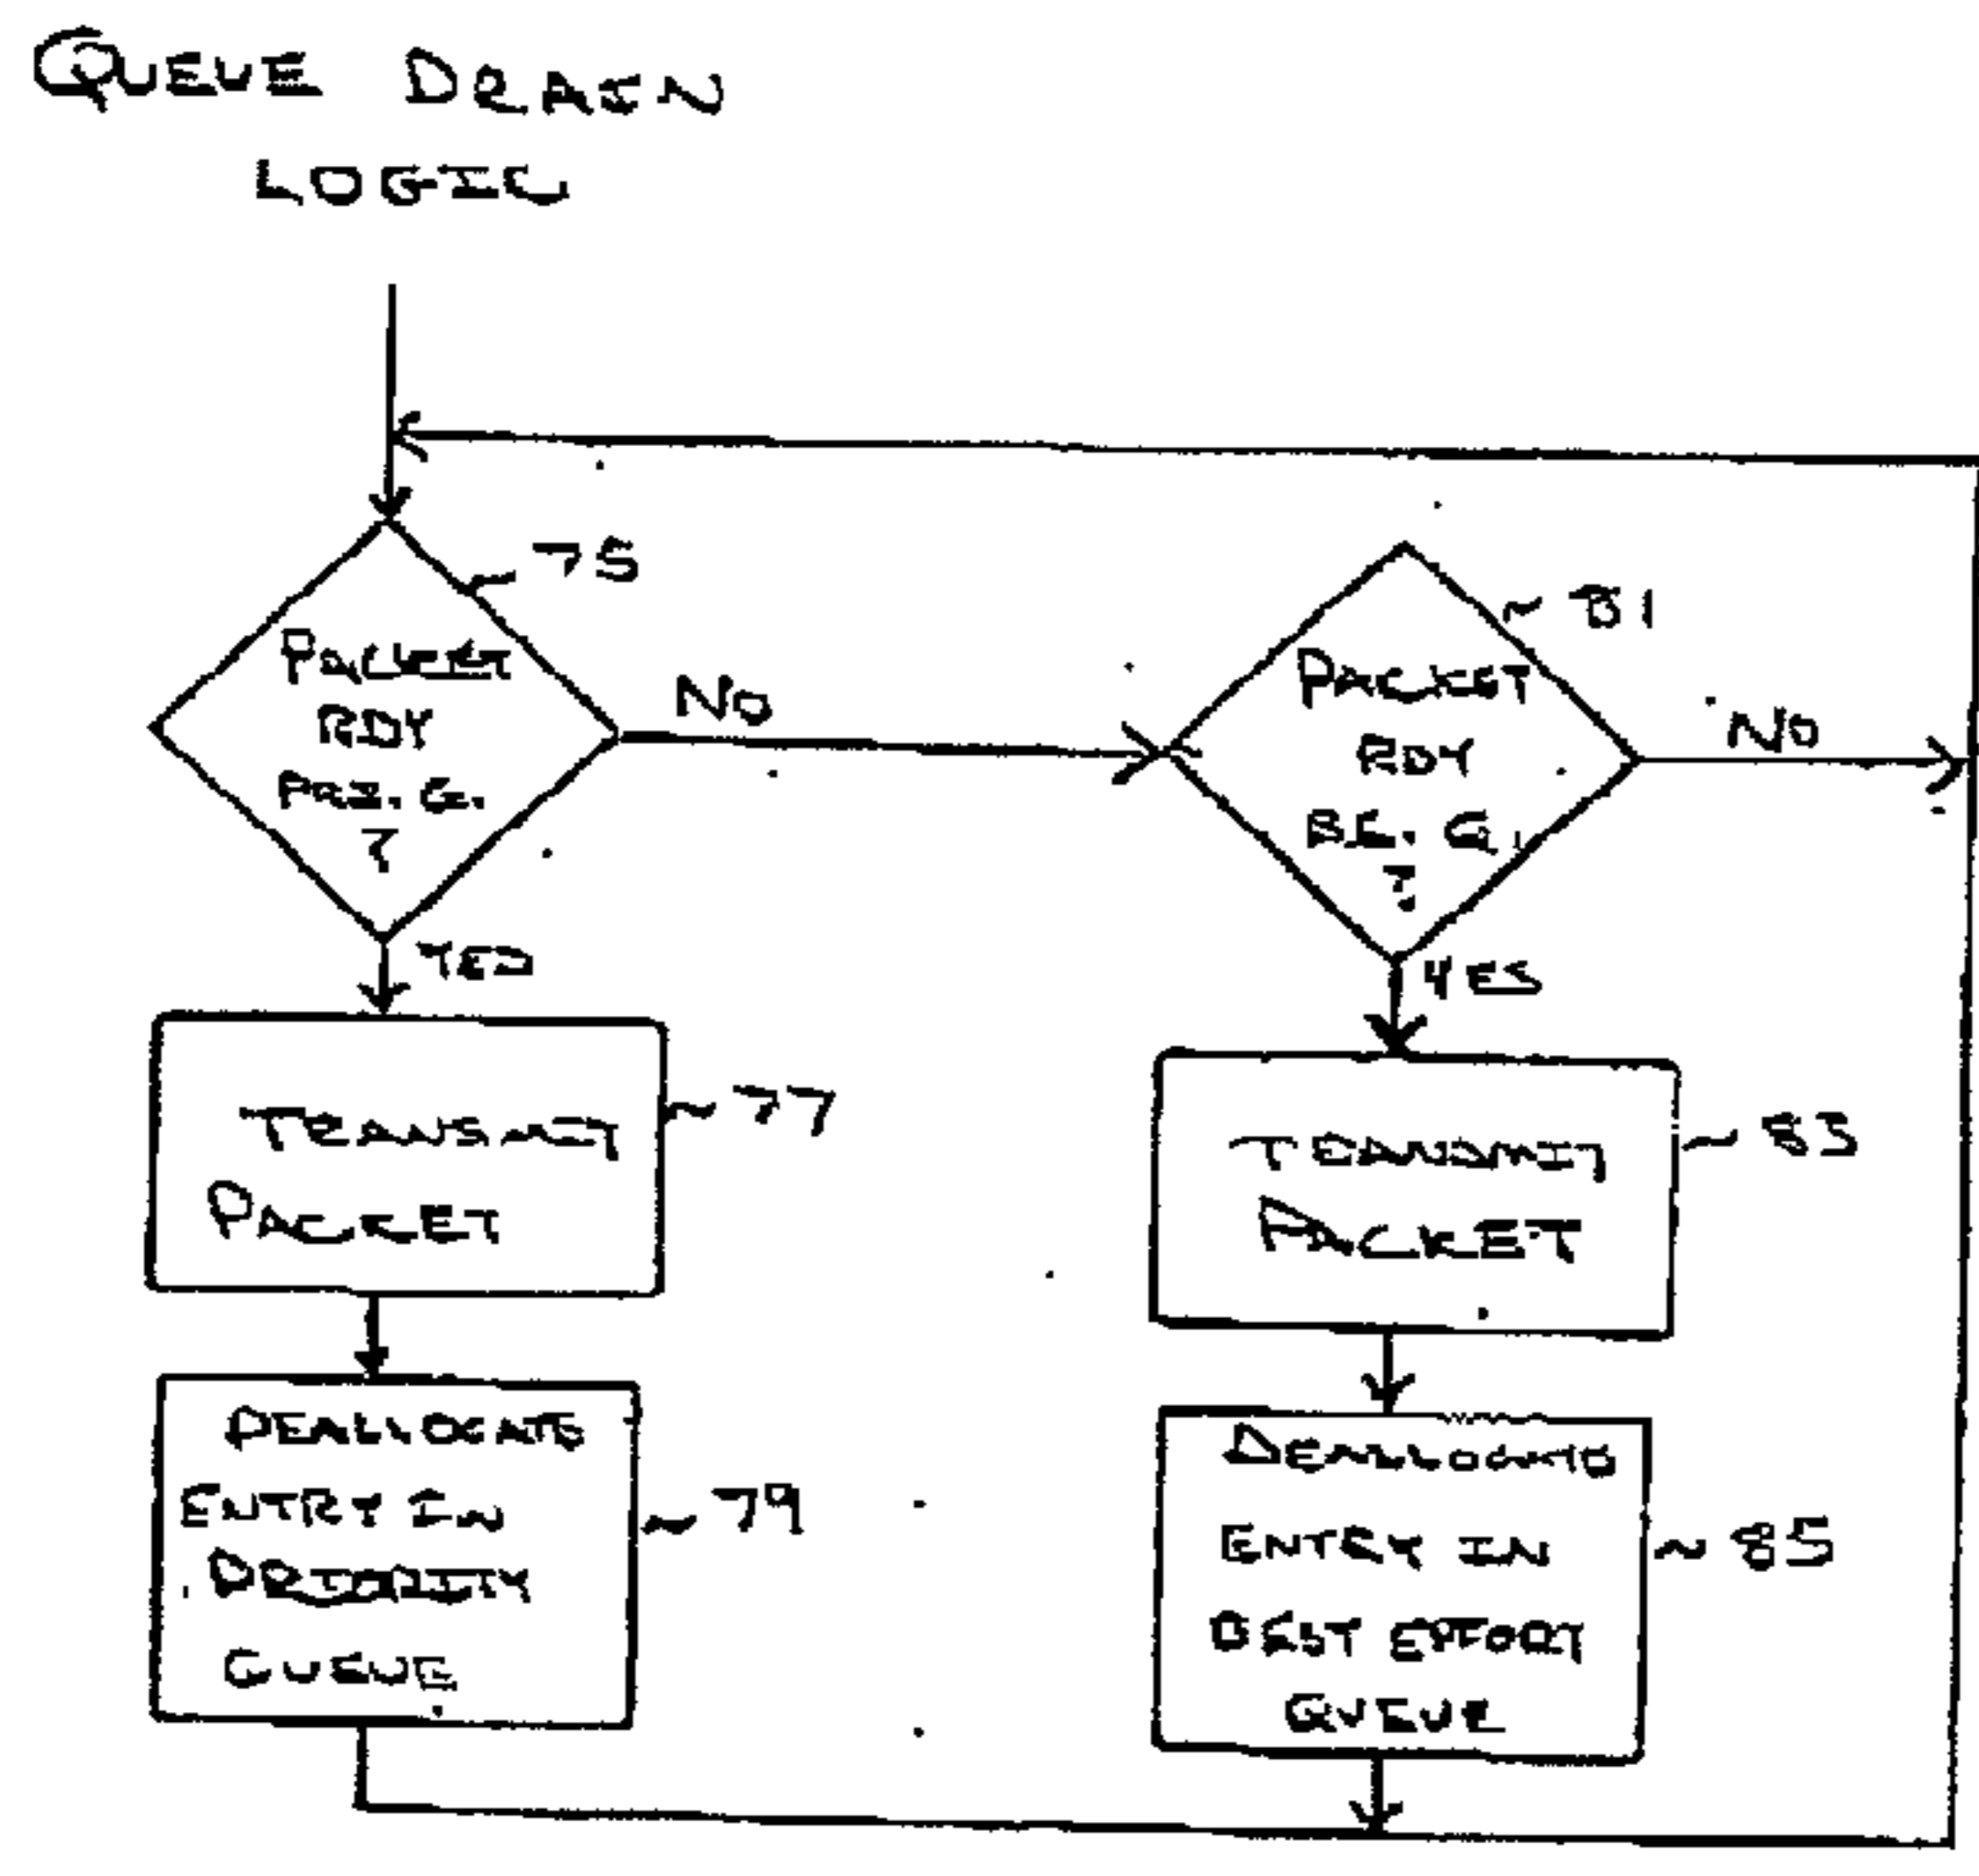 QUEUE DRAIN
LOGIC
75
PACKET
RDY
PRI. Q.
?
NO
YES
81
PACKET
RDY
BE. Q.
?
NO
YES
TRANSMIT
PACKET
77
TRANSMIT
PACKET
83
DEALLOCATE
ENTRY IN
PRIORITY
QUEUE
79
DEALLOCATE
ENTRY IN
BEST EFFORT
QUEUE
85